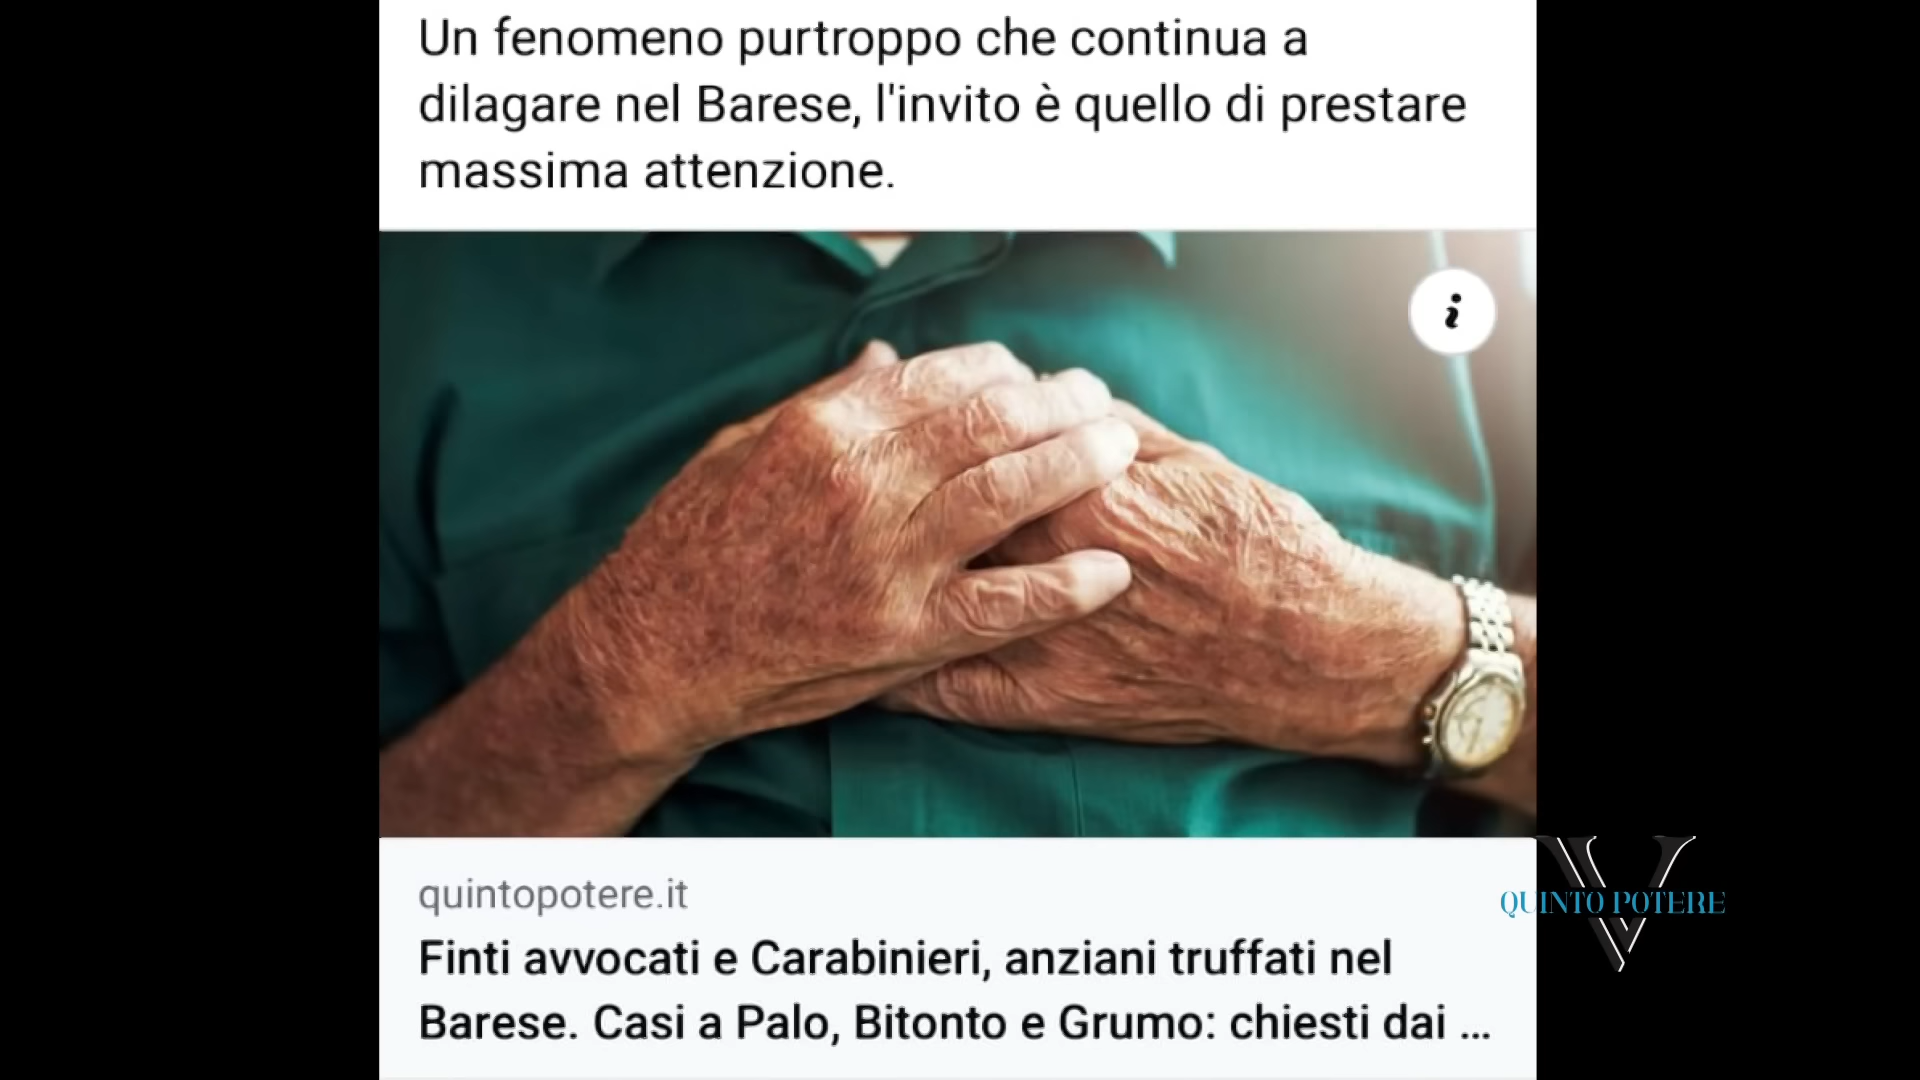 Un fenomeno purtroppo che continua a
dilagare nel Barese, l'invito è quello di prestare
massima attenzione.
i
quintopotere.it
Finti avvocati e Carabinieri, anziani truffati nel
Barese. Casi a Palo, Bitonto e Grumo: chiesti dai ...
V
QUINTO POTERE